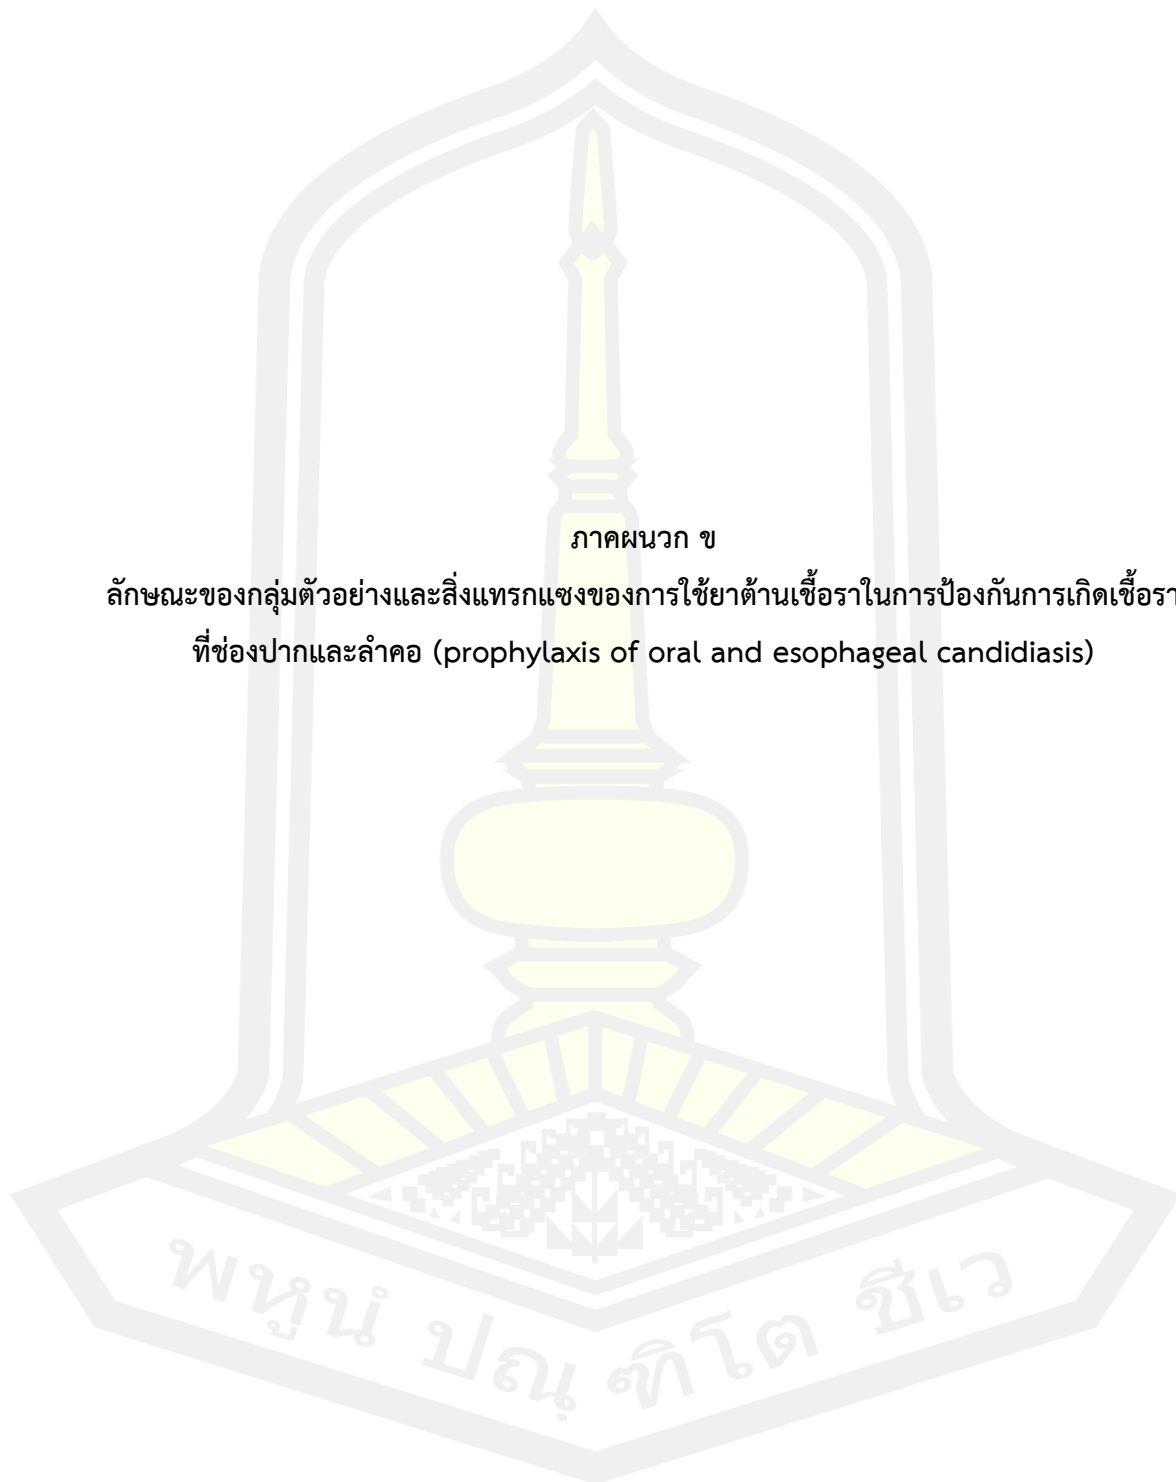 ภาคผนวก ข
ลักษณะของกลุ่มตัวอย่างและสิ่งแทรกแซงของการใช้ยาต้านเชื้อราในการป้องกันการเกิดเชื้อรา
ที่ช่องปากและลำคอ (prophylaxis of oral and esophageal candidiasis)
พหูนํ ปณฺฑิโต ชีเว